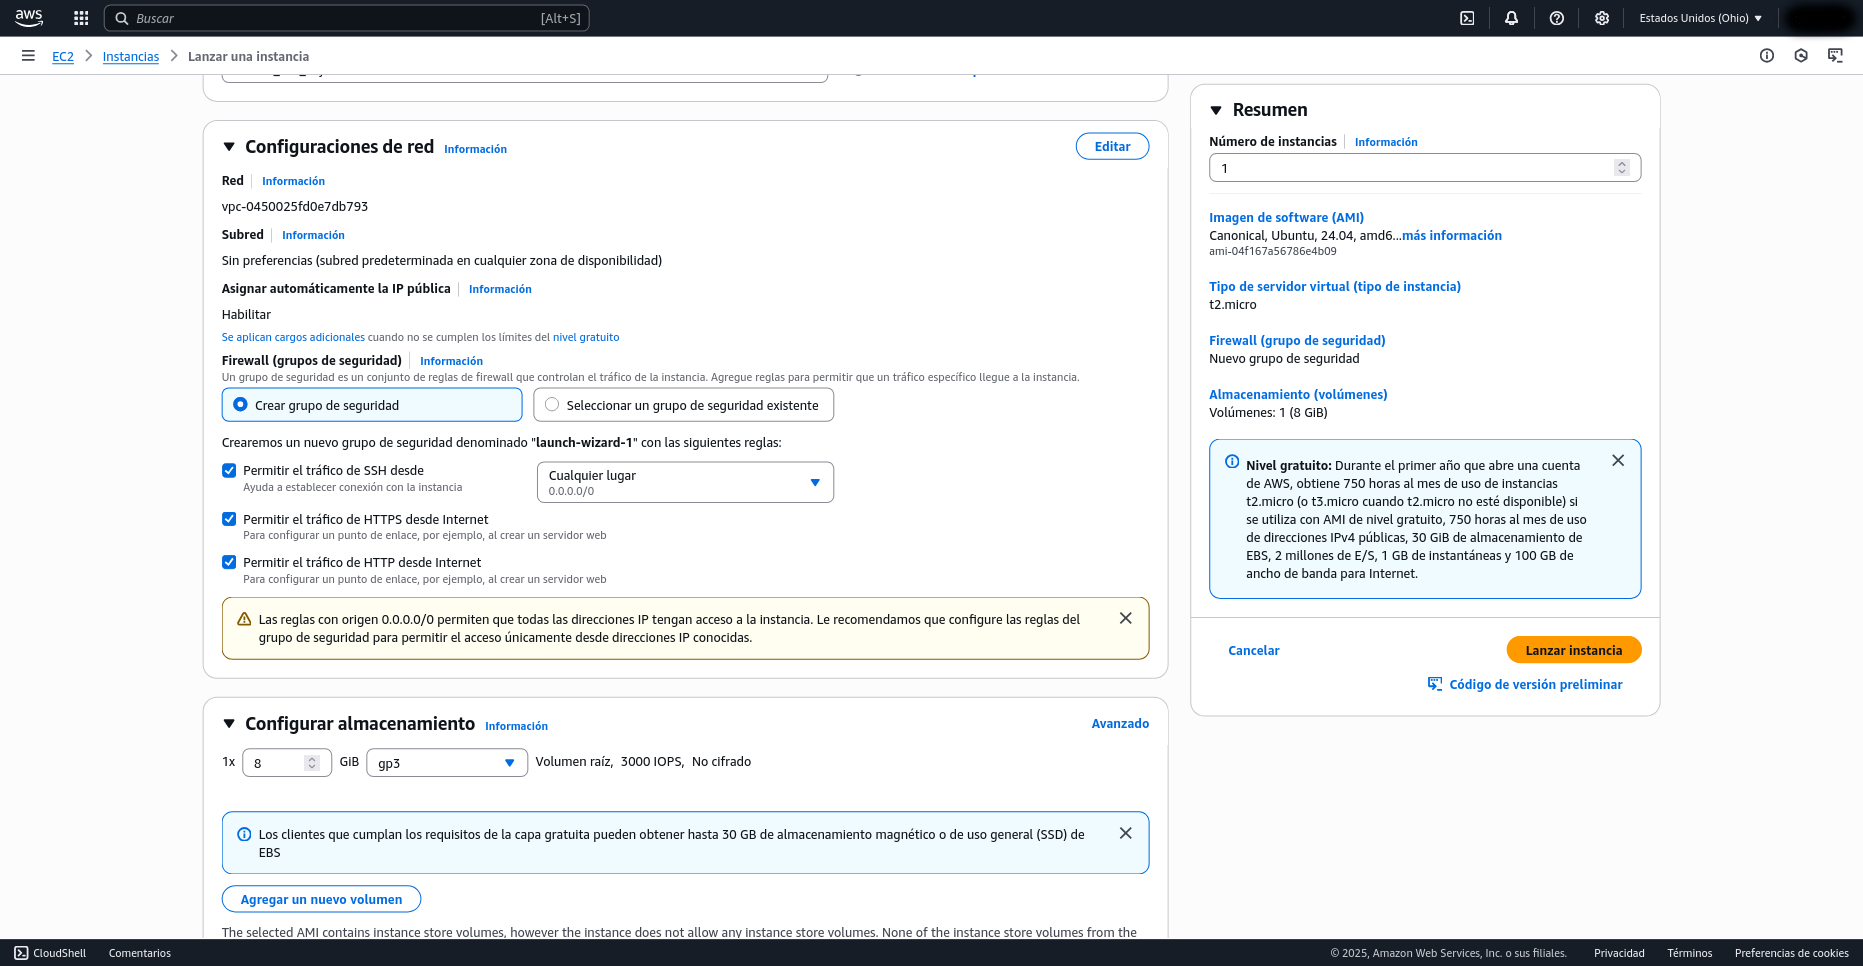 aws
Buscar
[Alt+S]
Estados Unidos (Ohio)
EC2
Instancias
Lanzar una instancia
Configuraciones de red
Información
Editar
Red
Información
vpc-0450025fd0e7db793
Subred
Información
Sin preferencias (subred predeterminada en cualquier zona de disponibilidad)
Asignar automáticamente la IP pública
Información
Habilitar
Se aplican cargos adicionales cuando no se cumplen los límites del nivel gratuito
Firewall (grupos de seguridad)
Información
Un grupo de seguridad es un conjunto de reglas de firewall que controlan el tráfico de la instancia. Agregue reglas para permitir que un tráfico específico llegue a la instancia.
Crear grupo de seguridad
Seleccionar un grupo de seguridad existente
Crearemos un nuevo grupo de seguridad denominado "launch-wizard-1" con las siguientes reglas:
Permitir el tráfico de SSH desde
Ayuda a establecer conexión con la instancia
Cualquier lugar
0.0.0.0/0
Permitir el tráfico de HTTPS desde Internet
Para configurar un punto de enlace, por ejemplo, al crear un servidor web
Permitir el tráfico de HTTP desde Internet
Para configurar un punto de enlace, por ejemplo, al crear un servidor web
Las reglas con origen 0.0.0.0/0 permiten que todas las direcciones IP tengan acceso a la instancia. Le recomendamos que configure las reglas del
grupo de seguridad para permitir el acceso únicamente desde direcciones IP conocidas.
Configurar almacenamiento
Información
Avanzado
1x
8
GiB
gp3
Volumen raíz, 3000 IOPS, No cifrado
Los clientes que cumplan los requisitos de la capa gratuita pueden obtener hasta 30 GB de almacenamiento magnético o de uso general (SSD) de
EBS
Agregar un nuevo volumen
The selected AMI contains instance store volumes, however the instance does not allow any instance store volumes. None of the instance store volumes from the
Resumen
Número de instancias
Información
1
Imagen de software (AMI)
Canonical, Ubuntu, 24.04, amd6...más información
ami-04f167a56786e4b09
Tipo de servidor virtual (tipo de instancia)
t2.micro
Firewall (grupo de seguridad)
Nuevo grupo de seguridad
Almacenamiento (volúmenes)
Volúmenes: 1 (8 GiB)
Nivel gratuito: Durante el primer año que abre una cuenta
de AWS, obtiene 750 horas al mes de uso de instancias
t2.micro (o t3.micro cuando t2.micro no esté disponible) si
se utiliza con AMI de nivel gratuito, 750 horas al mes de uso
de direcciones IPv4 públicas, 30 GiB de almacenamiento de
EBS, 2 millones de E/S, 1 GB de instantáneas y 100 GB de
ancho de banda para Internet.
Cancelar
Lanzar instancia
Código de versión preliminar
CloudShell
Comentarios
© 2025, Amazon Web Services, Inc. o sus filiales.
Privacidad
Términos
Preferencias de cookies